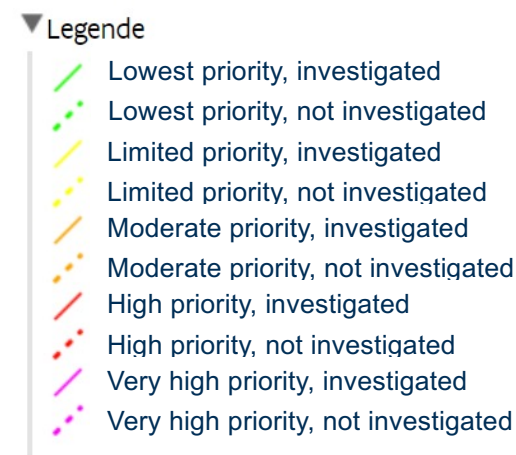 Legende
Lowest priority, investigated
Lowest priority, not investigated
Limited priority, investigated
Limited priority, not investigated
Moderate priority, investigated
Moderate priority, not investigated
High priority, investigated
High priority, not investigated
Very high priority, investigated
Very high priority, not investigated